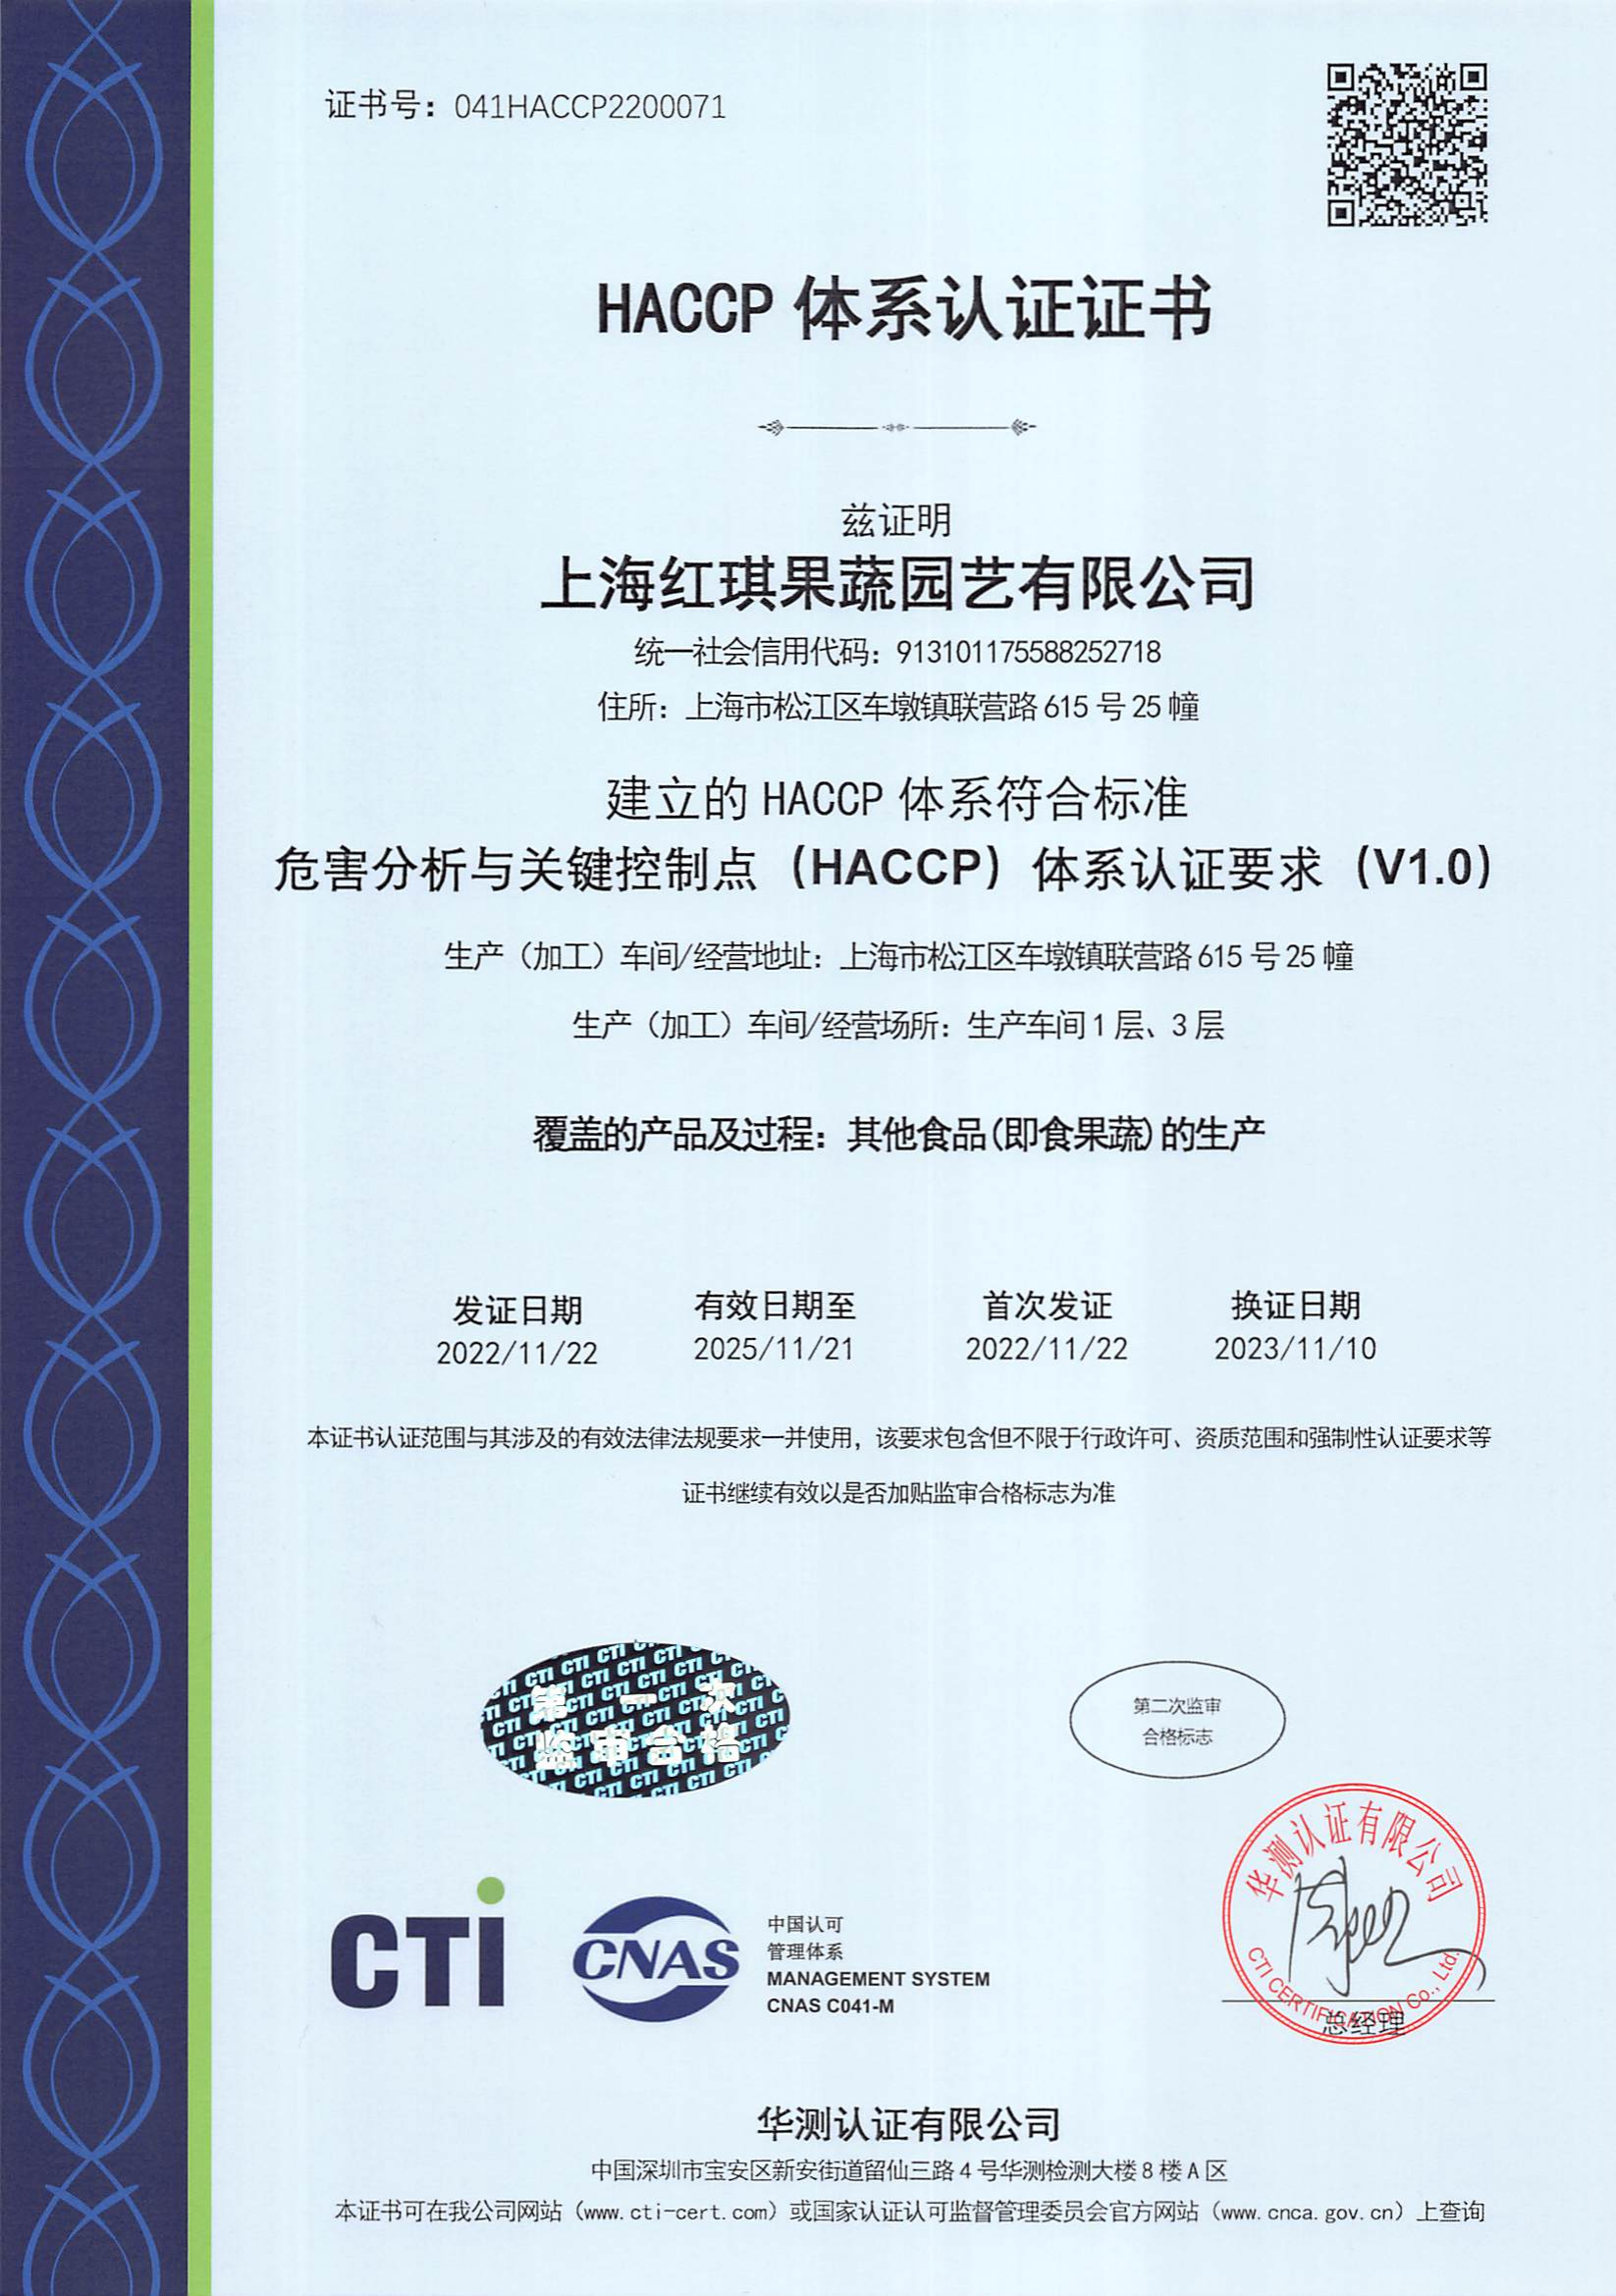 证书号：041HACCP2200071
HACCP 体系认证证书
兹证明
上海红琪果蔬园艺有限公司
统一社会信用代码：913101175588252718
住所：上海市松江区车墩镇联营路 615 号 25 幢
建立的 HACCP 体系符合标准
危害分析与关键控制点（HACCP）体系认证要求（V1.0）
生产（加工）车间/经营地址：上海市松江区车墩镇联营路 615 号 25 幢
生产（加工）车间/经营场所：生产车间 1 层、3 层
覆盖的产品及过程：其他食品(即食果蔬)的生产
发证日期 有效日期至 首次发证 换证日期
2022/11/22 2025/11/21 2022/11/22 2023/11/10
本证书认证范围与其涉及的有效法律法规要求一并使用，该要求包含但不限于行政许可、资质范围和强制性认证要求等
证书继续有效以是否加贴监审合格标志为准
第一次
监审合格
第二次监审
合格标志
华测认证有限公司
CTI CERTIFICATION Co., Ltd.
总经理
CTI
CNAS
中国认可
管理体系
MANAGEMENT SYSTEM
CNAS C041-M
华测认证有限公司
中国深圳市宝安区新安街道留仙三路 4 号华测检测大楼 8 楼 A 区
本证书可在我公司网站（www.cti-cert.com）或国家认证认可监督管理委员会官方网站（www.cnca.gov.cn）上查询